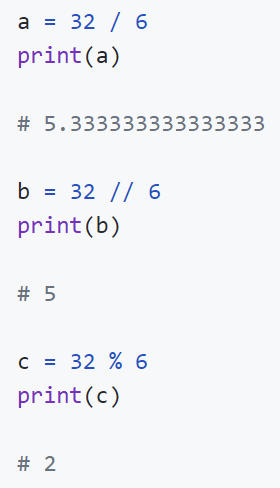 a = 32 / 6
print(a)
# 5.333333333333333
b = 32 // 6
print(b)
# 5
c = 32 % 6
print(c)
# 2